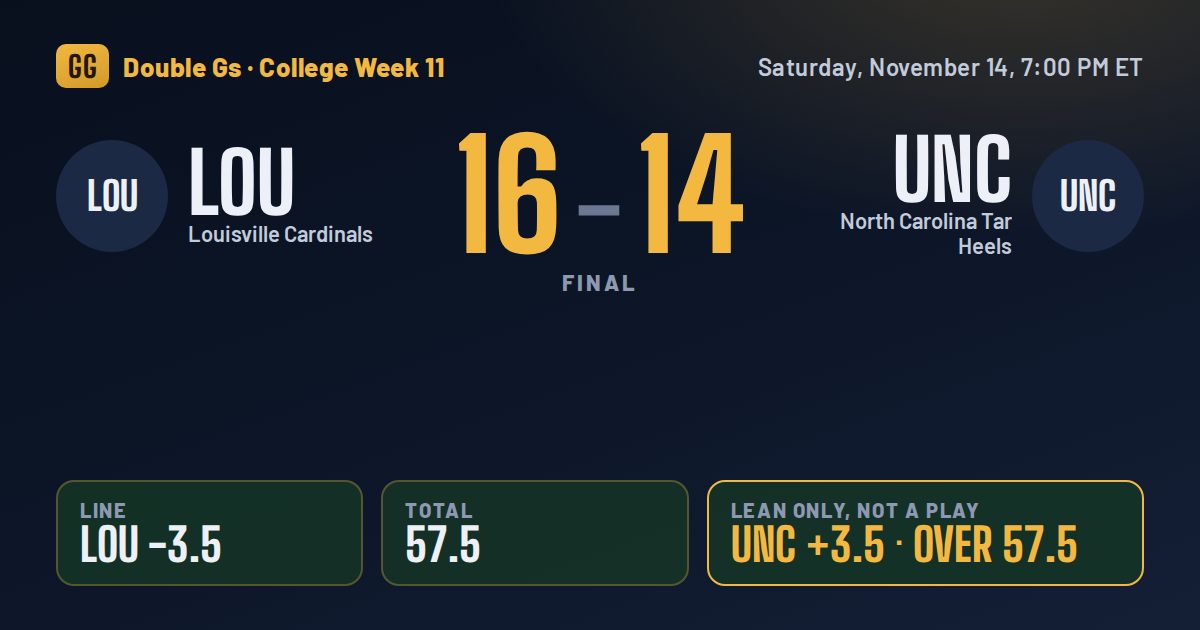 GG
Double Gs · College Week 11
Saturday, November 14, 7:00 PM ET
LOU
LOU
Louisville Cardinals
16 – 14
FINAL
UNC
North Carolina Tar
Heels
UNC
LINE
LOU −3.5
TOTAL
57.5
LEAN ONLY, NOT A PLAY
UNC +3.5 · OVER 57.5